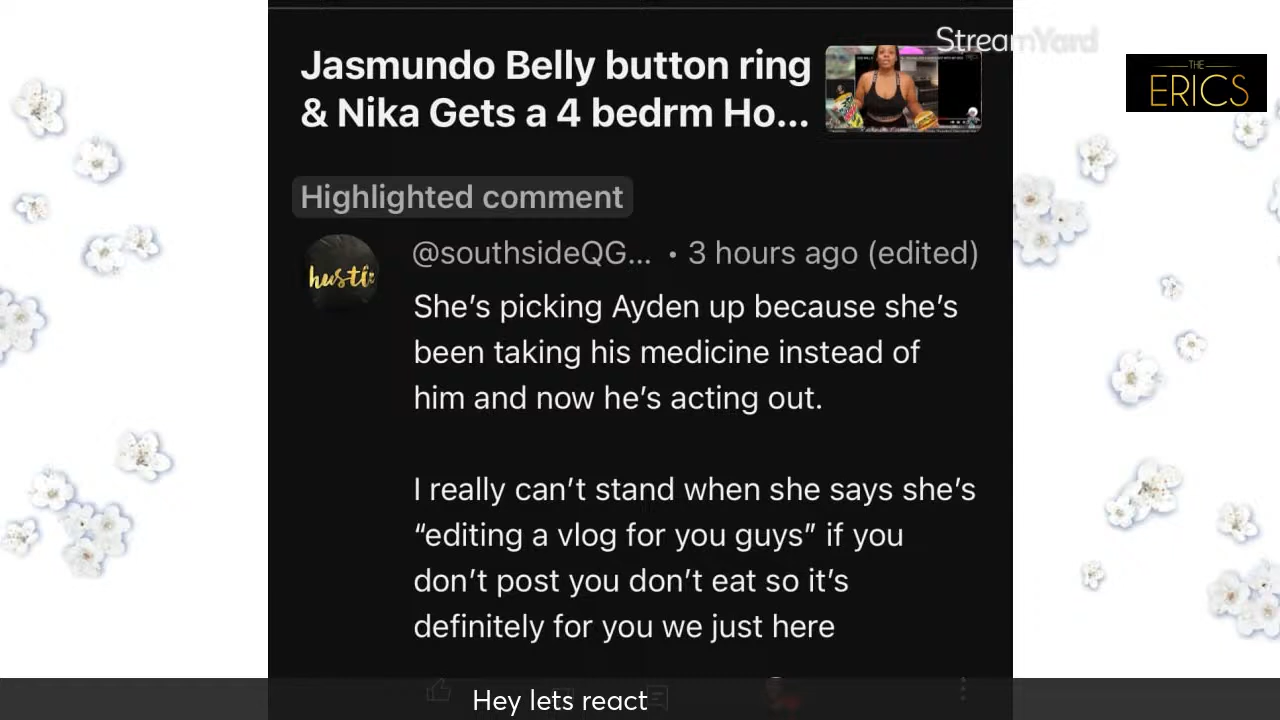 StreamYard
Jasmundo Belly button ring
& Nika Gets a 4 bedrm Ho...
THE
ERICS
Highlighted comment
hustle
@southsideQG... • 3 hours ago (edited)
She's picking Ayden up because she's
been taking his medicine instead of
him and now he's acting out.
I really can't stand when she says she's
“editing a vlog for you guys” if you
don't post you don't eat so it's
definitely for you we just here
Hey lets react